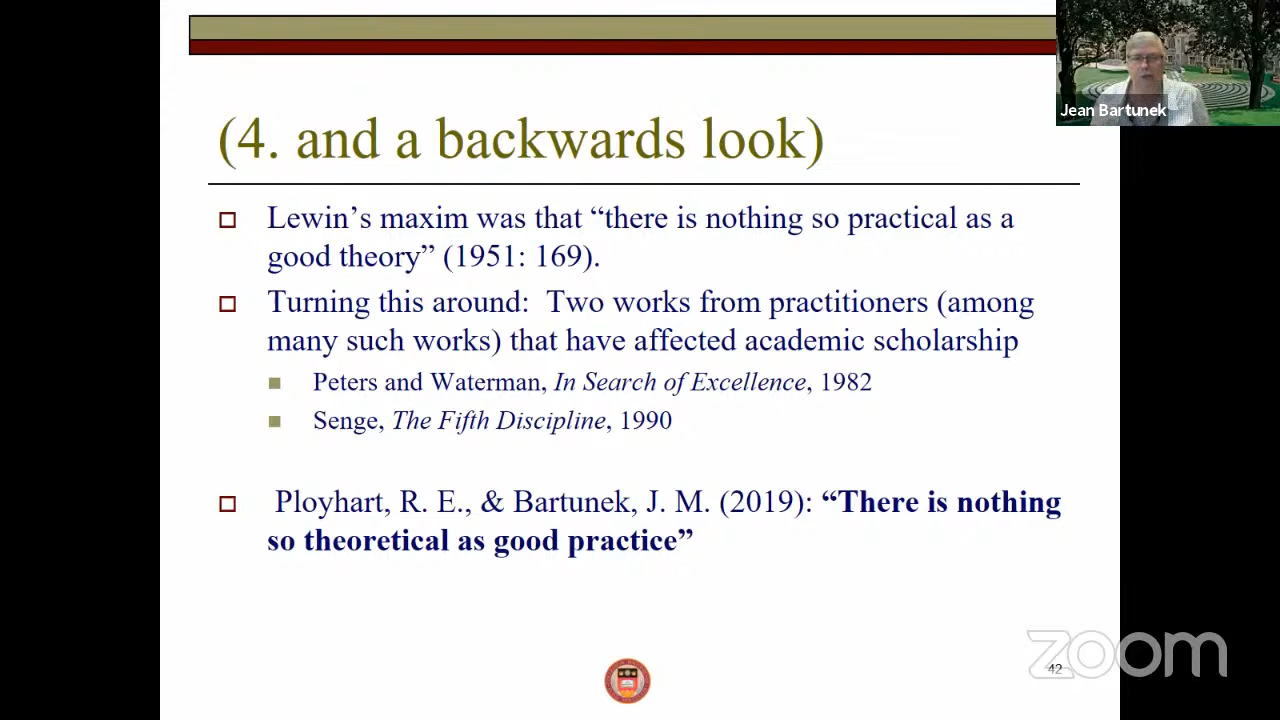 Jean Bartunek
(4. and a backwards look)
Lewin’s maxim was that “there is nothing so practical as a
good theory” (1951: 169).
Turning this around:  Two works from practitioners (among
many such works) that have affected academic scholarship
Peters and Waterman, In Search of Excellence, 1982
Senge, The Fifth Discipline, 1990
Ployhart, R. E., & Bartunek, J. M. (2019): “There is nothing
so theoretical as good practice”
zoom
42